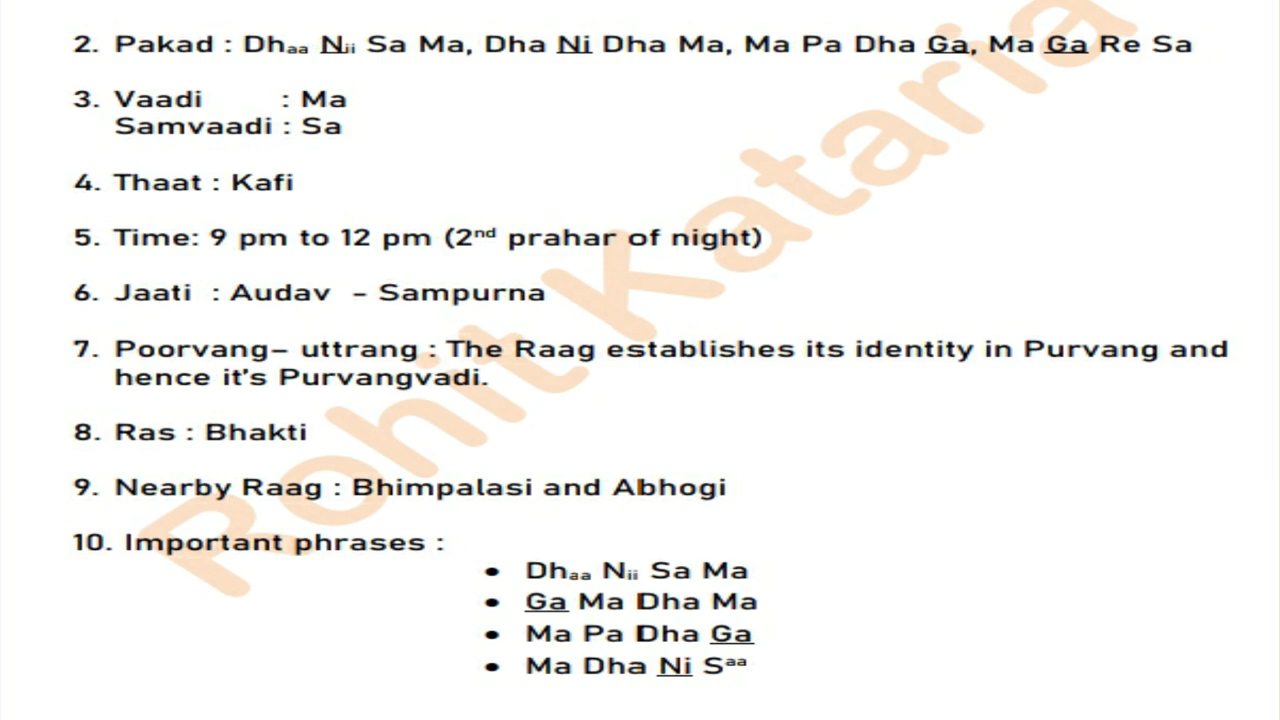 2. Pakad : Dhₐₐ Nᵢᵢ Sa Ma, Dha Ni Dha Ma, Ma Pa Dha Ga, Ma Ga Re Sa
3. Vaadi : Ma
Samvaadi : Sa
4. Thaat : Kafi
5. Time: 9 pm to 12 pm (2ⁿᵈ prahar of night)
6. Jaati : Audav – Sampurna
7. Poorvang– uttrang : The Raag establishes its identity in Purvang and
hence it's Purvangvadi.
8. Ras : Bhakti
9. Nearby Raag : Bhimpalasi and Abhogi
10. Important phrases :
• Dhₐₐ Nᵢᵢ Sa Ma
• Ga Ma Dha Ma
• Ma Pa Dha Ga
• Ma Dha Ni Sᵃᵃ
Rohit Kataria